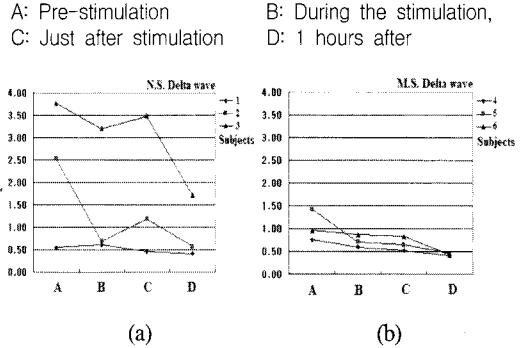 A: Pre-stimulation B: During the stimulation,
C: Just after stimulation D: 1 hours after
N.S. Delta wave
4.00
3.50
3.00
2.50
2.00
1.50
1.00
0.50
0.00
A B C D
1
2
3
Subjects
(a)
M.S. Delta wave
4.00
3.50
3.00
2.50
2.00
1.50
1.00
0.50
0.00
A B C D
4
5
6
Subjects
(b)